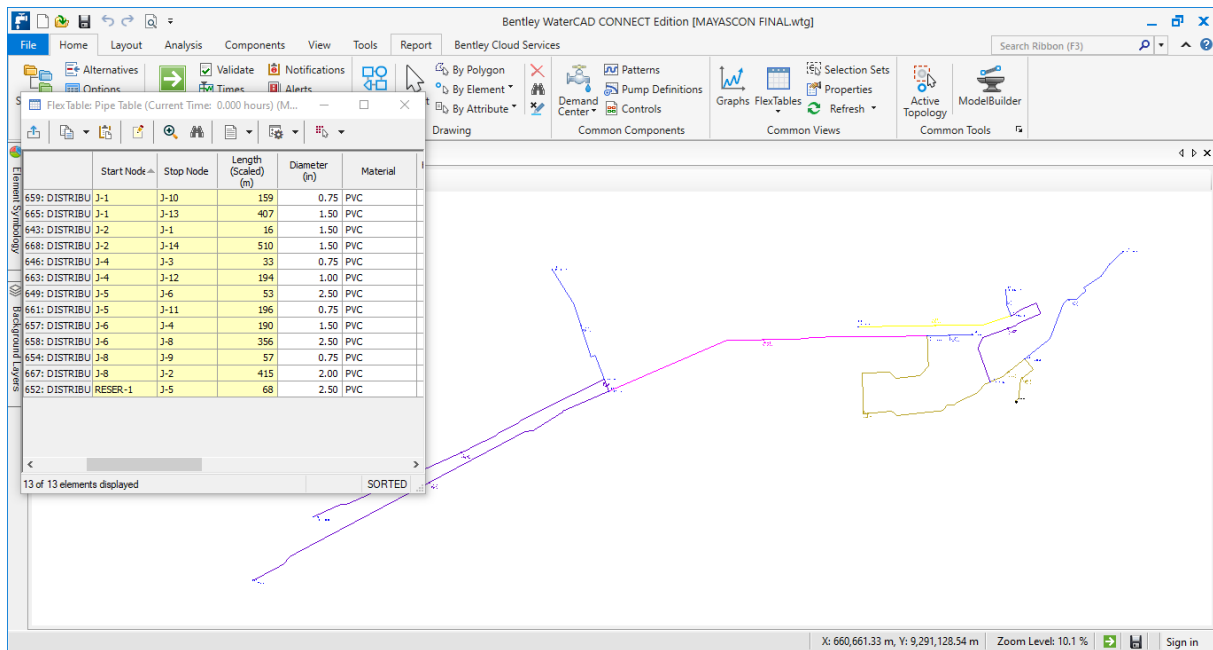 Bentley WaterCAD CONNECT Edition [MAYASCON FINAL.wtg]
File Home Layout Analysis Components View Tools Report Bentley Cloud Services Search Ribbon (F3)
Alternatives Validate Notifications By Polygon Patterns Selection Sets
Options Times Alerts By Element Pump Definitions Properties
By Attribute Demand Center Controls Graphs FlexTables Refresh Active Topology ModelBuilder
Drawing Common Components Common Views Common Tools
FlexTable: Pipe Table (Current Time: 0.000 hours) (M...
Start Node Stop Node Length (Scaled) (m) Diameter (in) Material
659: DISTRIBU J-1 J-10 159 0.75 PVC
665: DISTRIBU J-1 J-13 407 1.50 PVC
643: DISTRIBU J-2 J-1 16 1.50 PVC
668: DISTRIBU J-2 J-14 510 1.50 PVC
646: DISTRIBU J-4 J-3 33 0.75 PVC
663: DISTRIBU J-4 J-12 194 1.00 PVC
649: DISTRIBU J-5 J-6 53 2.50 PVC
661: DISTRIBU J-5 J-11 196 0.75 PVC
657: DISTRIBU J-6 J-4 190 1.50 PVC
658: DISTRIBU J-6 J-8 356 2.50 PVC
654: DISTRIBU J-8 J-9 57 0.75 PVC
667: DISTRIBU J-8 J-2 415 2.00 PVC
652: DISTRIBU RESER-1 J-5 68 2.50 PVC
13 of 13 elements displayed SORTED
Element Symbology
Background Layers
X: 660,661.33 m, Y: 9,291,128.54 m Zoom Level: 10.1 % Sign in